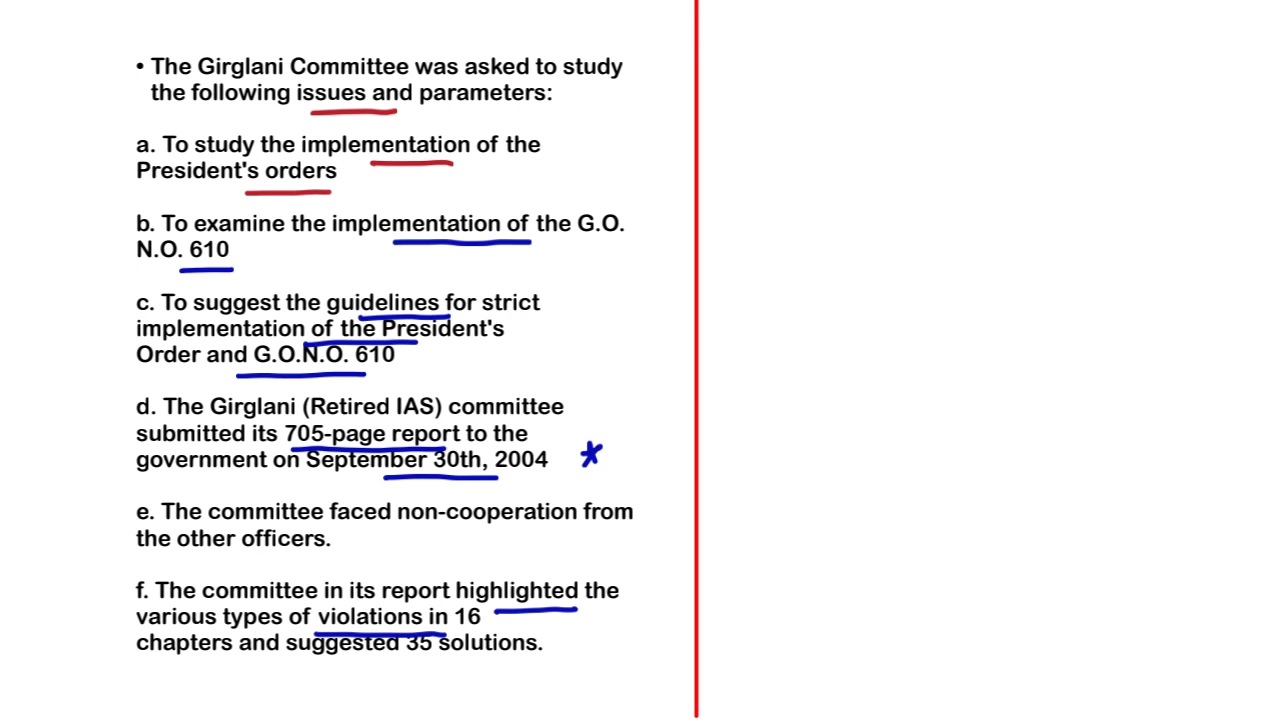 • The Girglani Committee was asked to study
the following issues and parameters:
a. To study the implementation of the
President's orders
b. To examine the implementation of the G.O.
N.O. 610
c. To suggest the guidelines for strict
implementation of the President's
Order and G.O.N.O. 610
d. The Girglani (Retired IAS) committee
submitted its 705-page report to the
government on September 30th, 2004
e. The committee faced non-cooperation from
the other officers.
f. The committee in its report highlighted the
various types of violations in 16
chapters and suggested 35 solutions.